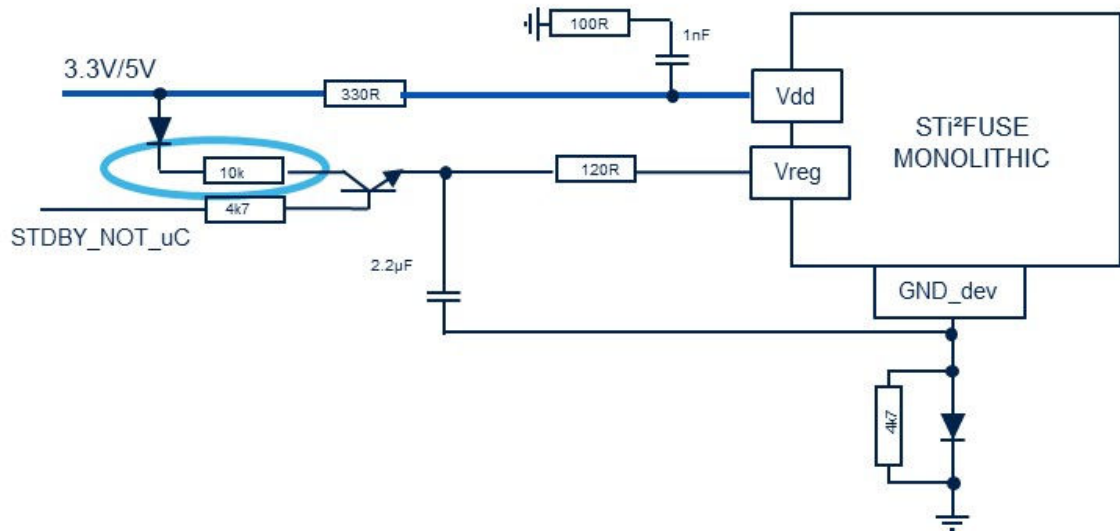 100R
1nF
3.3V/5V
330R
Vdd
STi²FUSE
MONOLITHIC
10k
120R
Vreg
4k7
STDBY_NOT_uC
2.2µF
GND_dev
4k7